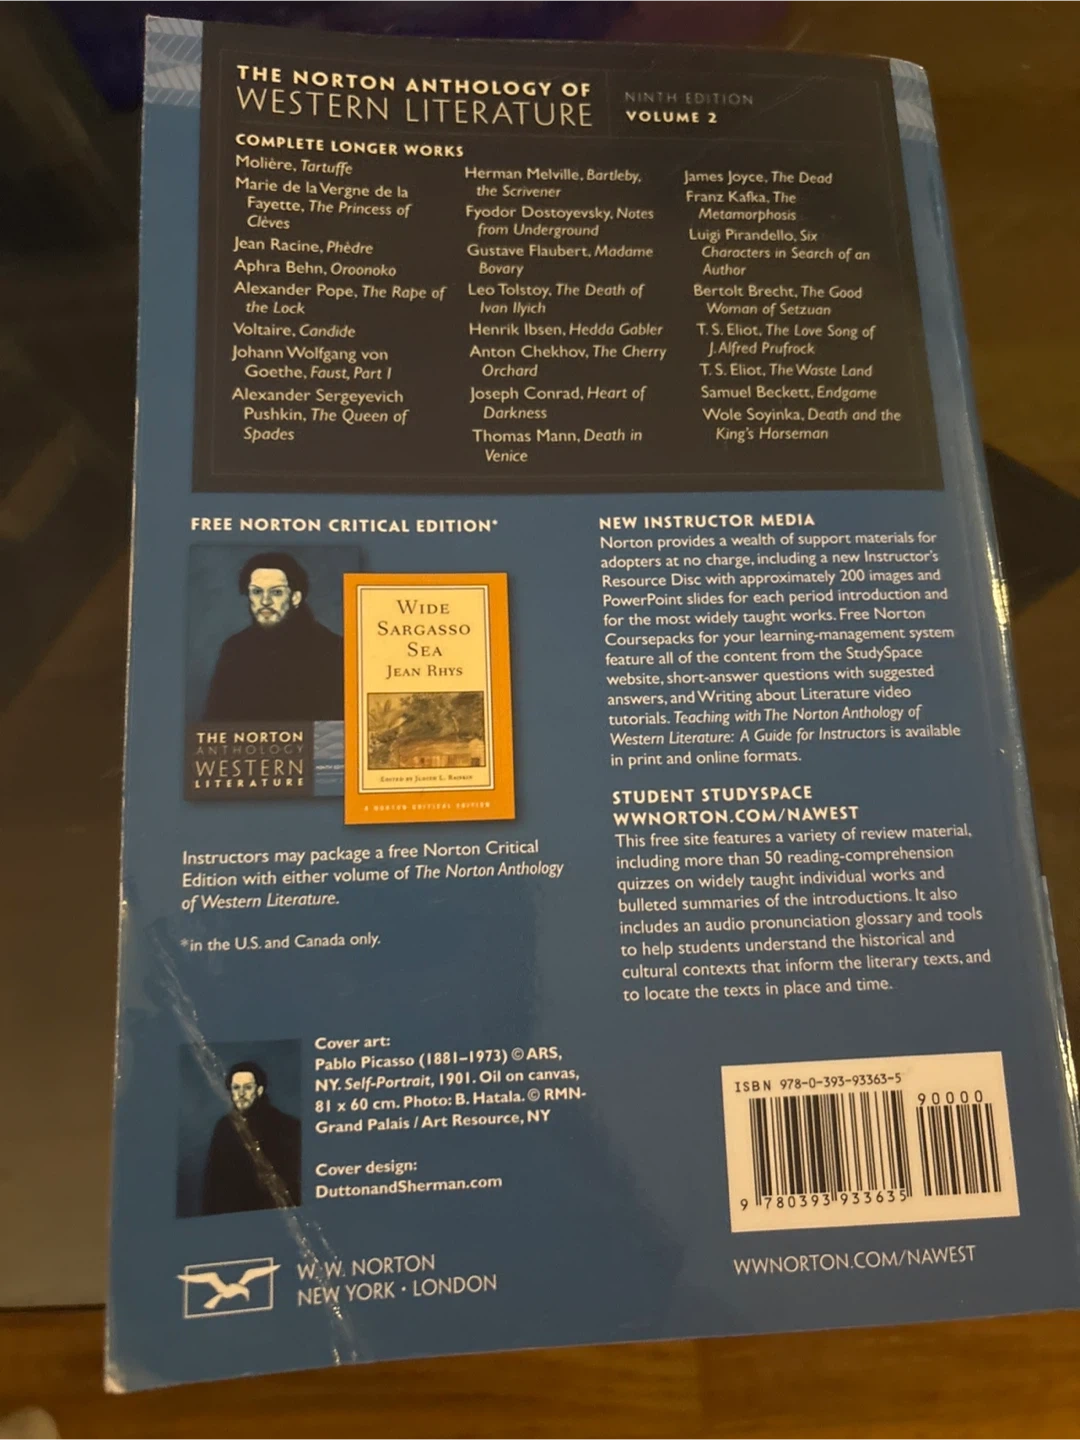 THE NORTON ANTHOLOGY OF
WESTERN LITERATURE
NINTH EDITION
VOLUME 2
COMPLETE LONGER WORKS
Molière, Tartuffe
Marie de la Vergne de la
Fayette, The Princess of
Clèves
Jean Racine, Phèdre
Aphra Behn, Oroonoko
Alexander Pope, The Rape of
the Lock
Voltaire, Candide
Johann Wolfgang von
Goethe, Faust, Part I
Alexander Sergeyevich
Pushkin, The Queen of
Spades
Herman Melville, Bartleby,
the Scrivener
Fyodor Dostoyevsky, Notes
from Underground
Gustave Flaubert, Madame
Bovary
Leo Tolstoy, The Death of
Ivan Ilyich
Henrik Ibsen, Hedda Gabler
Anton Chekhov, The Cherry
Orchard
Joseph Conrad, Heart of
Darkness
Thomas Mann, Death in
Venice
James Joyce, The Dead
Franz Kafka, The
Metamorphosis
Luigi Pirandello, Six
Characters in Search of an
Author
Bertolt Brecht, The Good
Woman of Setzuan
T. S. Eliot, The Love Song of
J. Alfred Prufrock
T. S. Eliot, The Waste Land
Samuel Beckett, Endgame
Wole Soyinka, Death and the
King's Horseman
FREE NORTON CRITICAL EDITION*
THE NORTON
ANTHOLOGY
WESTERN
LITERATURE
NINTH EDITION
WIDE
SARGASSO
SEA
JEAN RHYS
EDITED BY JUDITH L. RAISKIN
A NORTON CRITICAL EDITION
Instructors may package a free Norton Critical
Edition with either volume of The Norton Anthology
of Western Literature.
*in the U.S. and Canada only.
NEW INSTRUCTOR MEDIA
Norton provides a wealth of support materials for
adopters at no charge, including a new Instructor's
Resource Disc with approximately 200 images and
PowerPoint slides for each period introduction and
for the most widely taught works. Free Norton
Coursepacks for your learning-management system
feature all of the content from the StudySpace
website, short-answer questions with suggested
answers, and Writing about Literature video
tutorials. Teaching with The Norton Anthology of
Western Literature: A Guide for Instructors is available
in print and online formats.
STUDENT STUDYSPACE
WWNORTON.COM/NAWEST
This free site features a variety of review material,
including more than 50 reading-comprehension
quizzes on widely taught individual works and
bulleted summaries of the introductions. It also
includes an audio pronunciation glossary and tools
to help students understand the historical and
cultural contexts that inform the literary texts, and
to locate the texts in place and time.
Cover art:
Pablo Picasso (1881–1973) © ARS,
NY. Self-Portrait, 1901. Oil on canvas,
81 x 60 cm. Photo: B. Hatala. © RMN-
Grand Palais / Art Resource, NY
Cover design:
DuttonandSherman.com
W. W. NORTON
NEW YORK • LONDON
ISBN 978-0-393-93363-5
90000
9 780393 933635
WWNORTON.COM/NAWEST